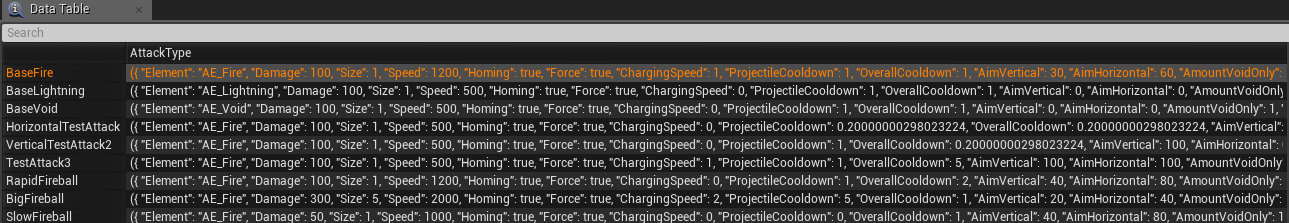 Data Table
Search
AttackType
BaseFire ({ "Element": "AE_Fire", "Damage": 100, "Size": 1, "Speed": 1200, "Homing": true, "Force": true, "ChargingSpeed": 1, "ProjectileCooldown": 1, "OverallCooldown": 1, "AimVertical": 30, "AimHorizontal": 60, "AmountVoidOnly":
BaseLightning ({ "Element": "AE_Lightning", "Damage": 100, "Size": 1, "Speed": 500, "Homing": true, "Force": true, "ChargingSpeed": 0, "ProjectileCooldown": 1, "OverallCooldown": 1, "AimVertical": 0, "AimHorizontal": 0, "AmountVoidOnly
BaseVoid ({ "Element": "AE_Void", "Damage": 100, "Size": 1, "Speed": 500, "Homing": true, "Force": true, "ChargingSpeed": 0, "ProjectileCooldown": 1, "OverallCooldown": 1, "AimVertical": 0, "AimHorizontal": 0, "AmountVoidOnly": 1,
HorizontalTestAttack ({ "Element": "AE_Fire", "Damage": 100, "Size": 1, "Speed": 500, "Homing": true, "Force": true, "ChargingSpeed": 0, "ProjectileCooldown": 0.20000000298023224, "OverallCooldown": 0.20000000298023224, "AimVertical":
VerticalTestAttack2 ({ "Element": "AE_Fire", "Damage": 100, "Size": 1, "Speed": 500, "Homing": true, "Force": true, "ChargingSpeed": 0, "ProjectileCooldown": 1, "OverallCooldown": 0.20000000298023224, "AimVertical": 100, "AimHorizontal":
TestAttack3 ({ "Element": "AE_Fire", "Damage": 100, "Size": 1, "Speed": 500, "Homing": true, "Force": true, "ChargingSpeed": 1, "ProjectileCooldown": 1, "OverallCooldown": 5, "AimVertical": 100, "AimHorizontal": 100, "AmountVoidOnly
RapidFireball ({ "Element": "AE_Fire", "Damage": 100, "Size": 1, "Speed": 1200, "Homing": true, "Force": true, "ChargingSpeed": 0, "ProjectileCooldown": 1, "OverallCooldown": 2, "AimVertical": 40, "AimHorizontal": 80, "AmountVoidOnly":
BigFireball ({ "Element": "AE_Fire", "Damage": 300, "Size": 5, "Speed": 2000, "Homing": true, "Force": true, "ChargingSpeed": 2, "ProjectileCooldown": 5, "OverallCooldown": 1, "AimVertical": 20, "AimHorizontal": 40, "AmountVoidOnly":
SlowFireball ({ "Element": "AE_Fire", "Damage": 50, "Size": 1, "Speed": 1000, "Homing": true, "Force": true, "ChargingSpeed": 0, "ProjectileCooldown": 0, "OverallCooldown": 1, "AimVertical": 40, "AimHorizontal": 80, "AmountVoidOnly": 1